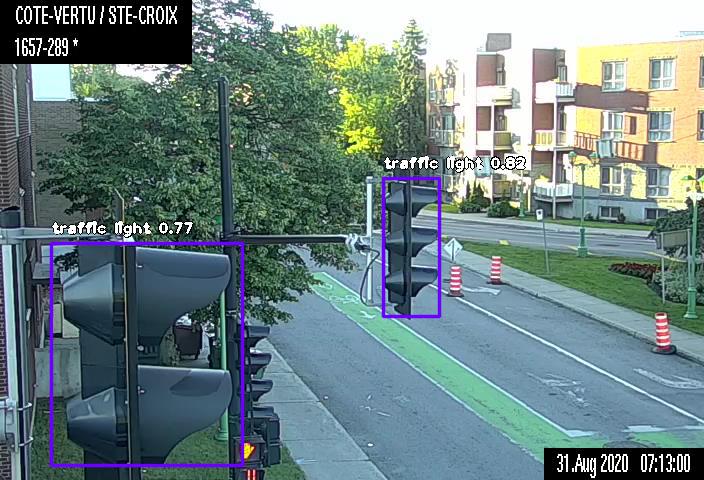 COTE-VERTU / STE-CROIX
1657-289 *
traffic light 0.82
traffic light 0.77
31.Aug 2020 07:13:00